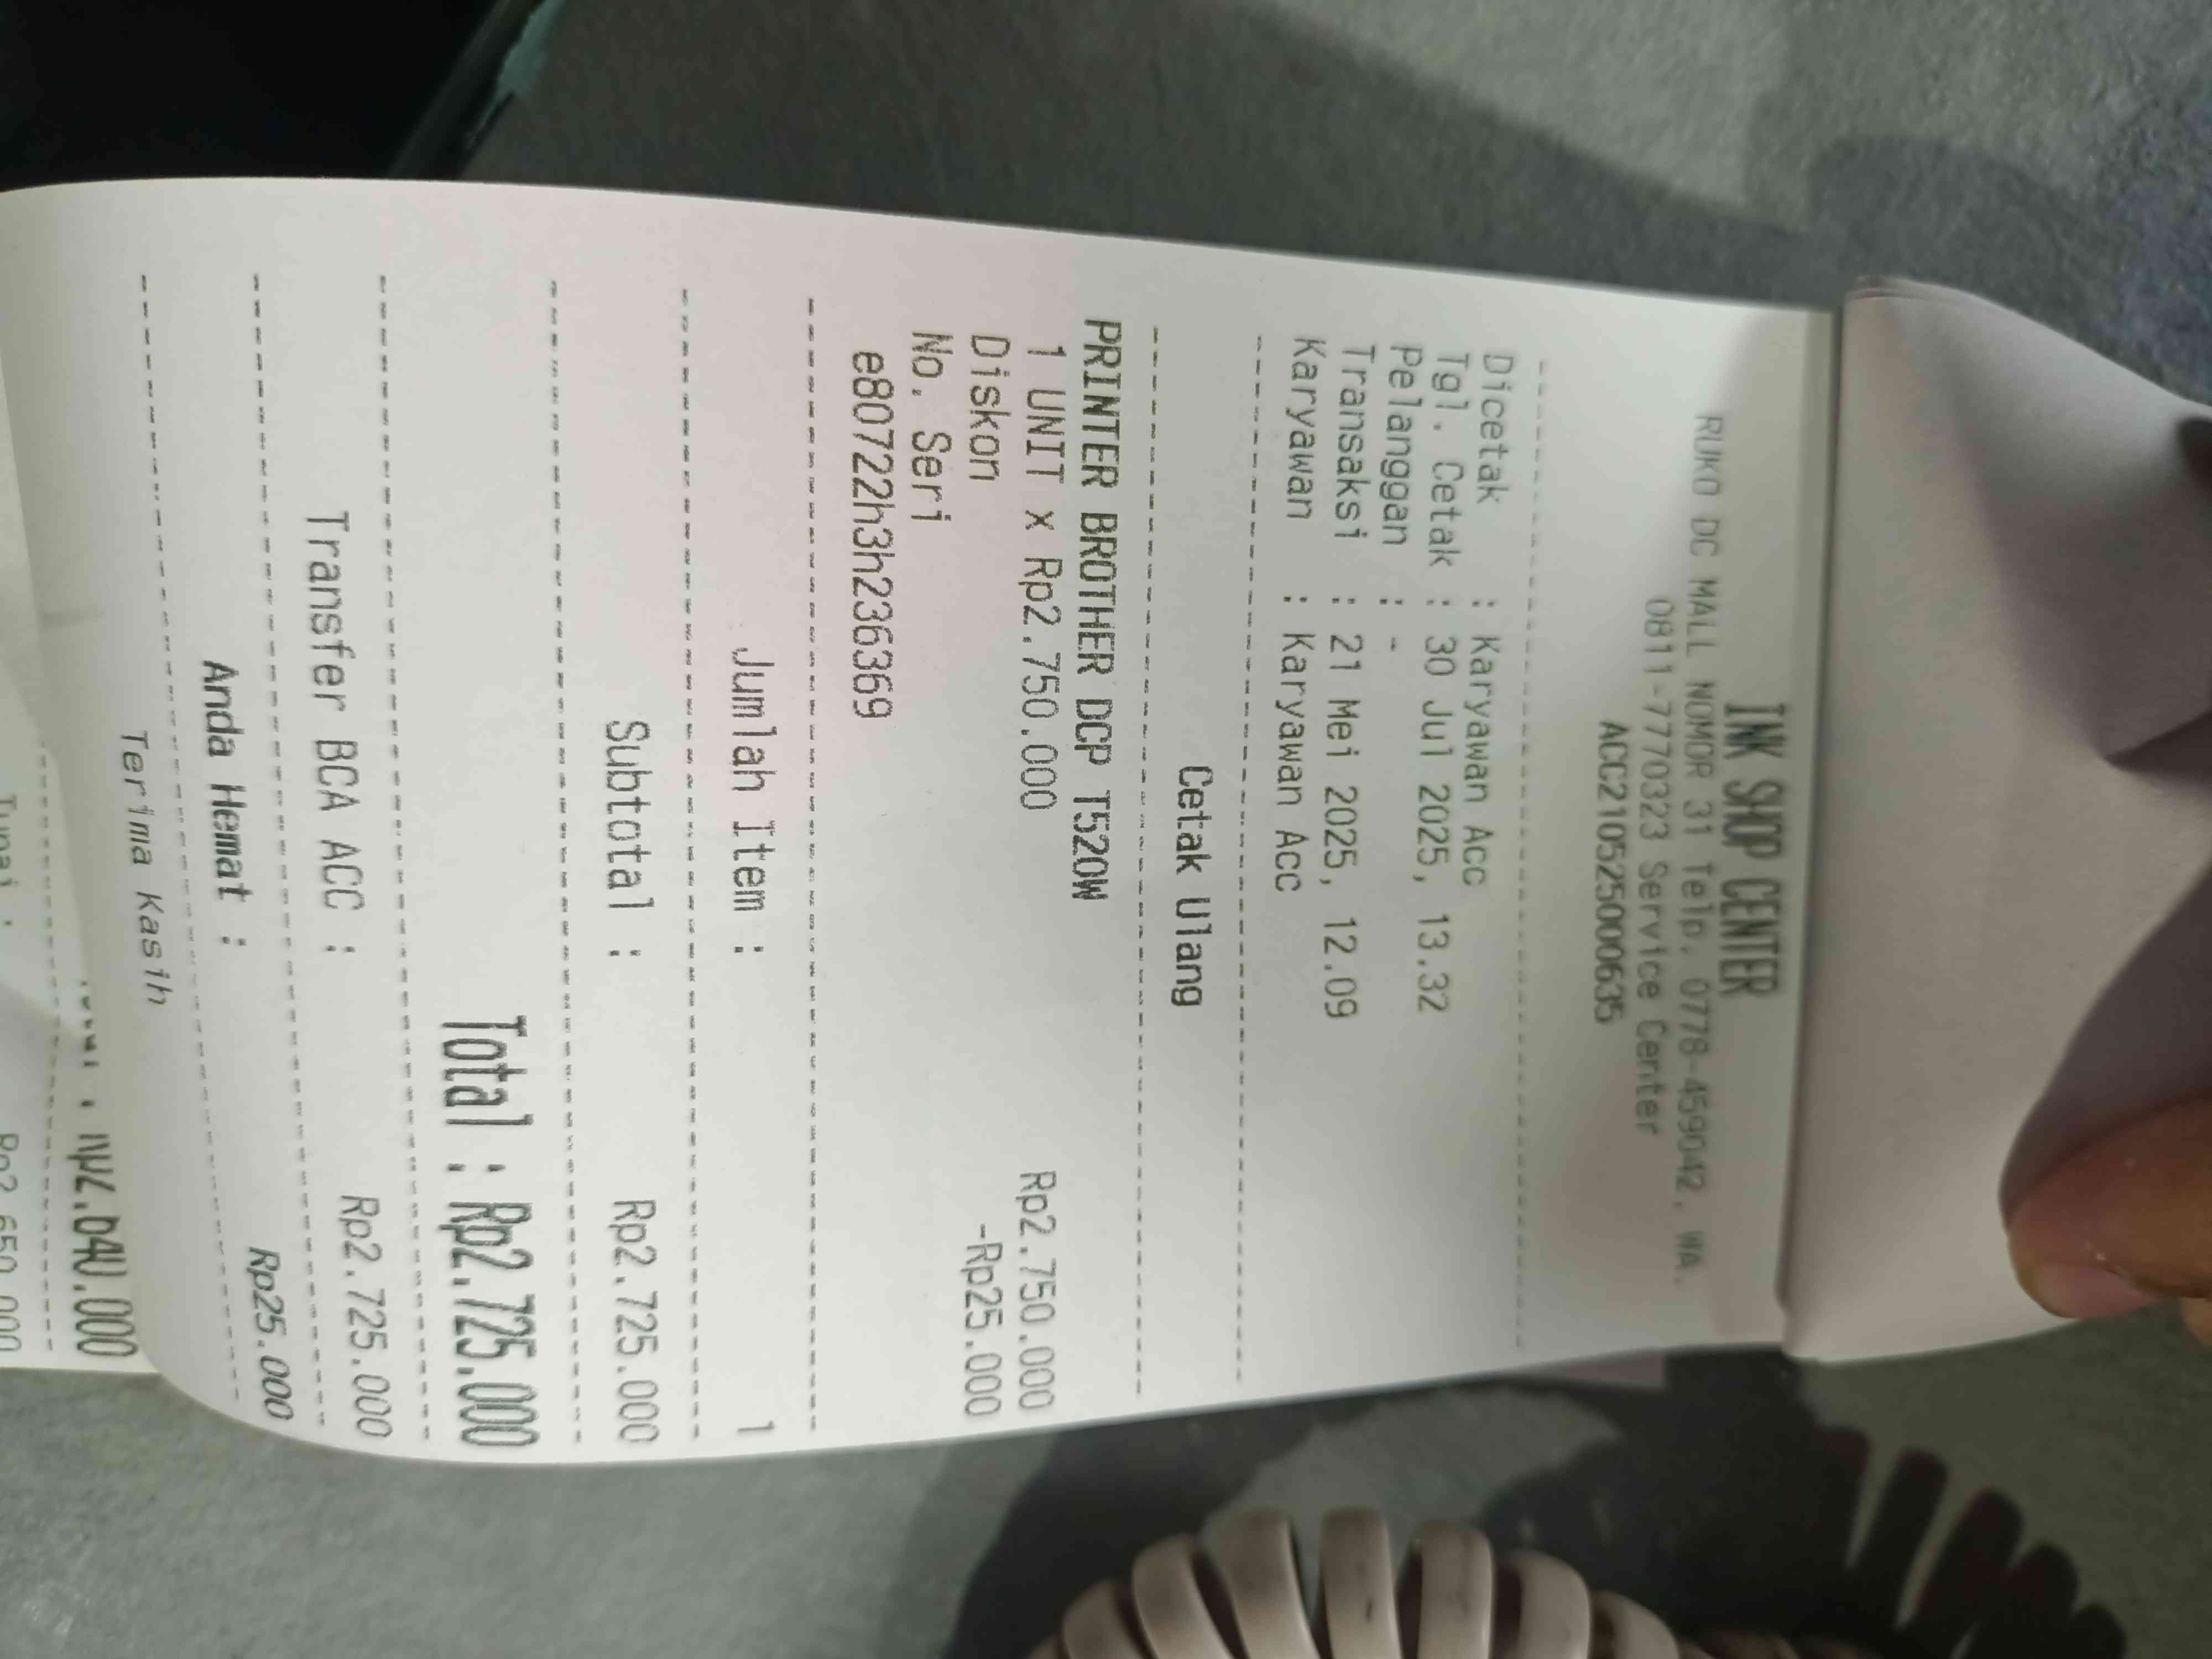 INK SHOP CENTER
RUKO DC MALL NOMOR 31 Telp. 0778-459042. WA.
0811-7770323 Service Center
ACC210525000635
Dicetak : Karyawan Acc
Tgl. Cetak : 30 Jul 2025, 13.32
Pelanggan : -
Transaksi : 21 Mei 2025, 12.09
Karyawan : Karyawan Acc
Cetak Ulang
PRINTER BROTHER DCP T520W
1 UNIT x Rp2.750.000 Rp2.750.000
Diskon -Rp25.000
No. Seri
e80722h3h236369
Jumlah Item : 1
Subtotal : Rp2.725.000
Total : Rp2.725.000
Transfer BCA ACC : Rp2.725.000
Anda Hemat : Rp25.000
Terima Kasih